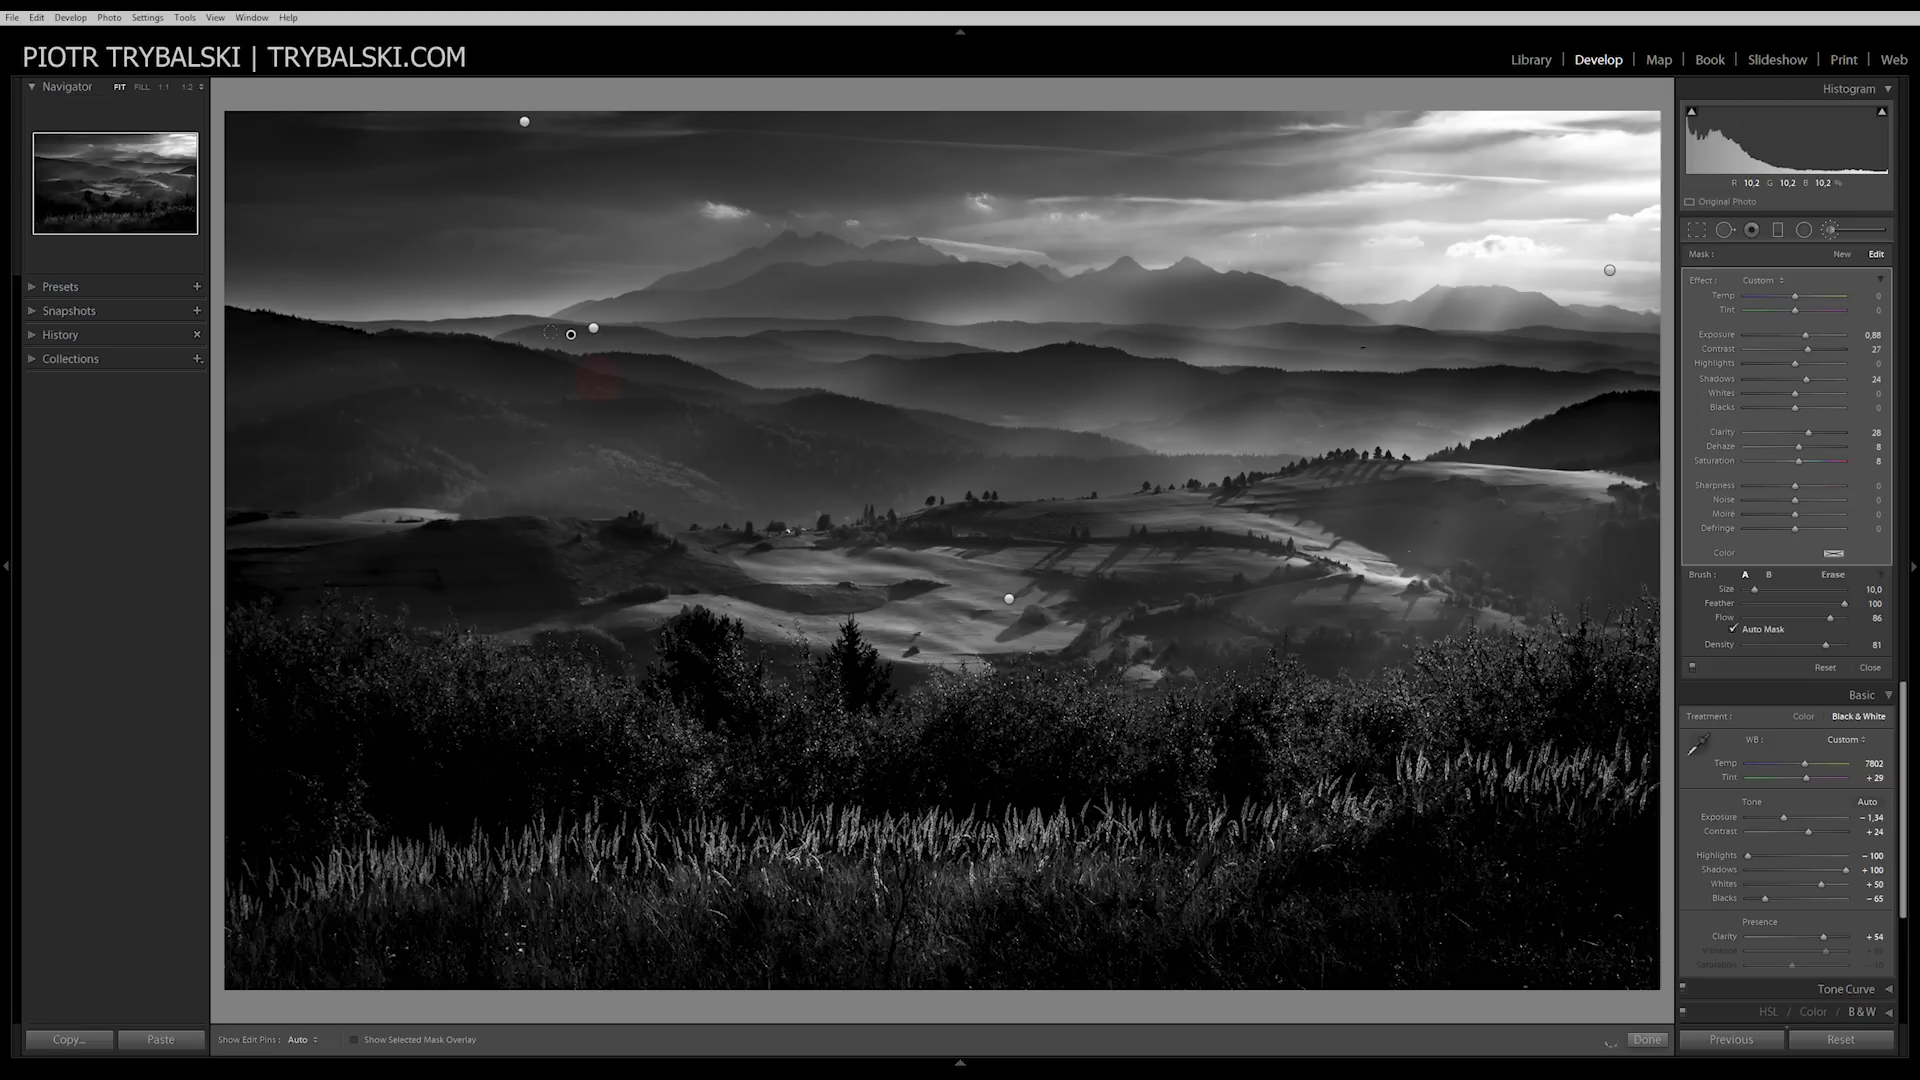 File Edit Develop Photo Settings Tools View Window Help
PIOTR TRYBALSKI | TRYBALSKI.COM
Library | Develop | Map | Book | Slideshow | Print | Web
Navigator FIT FILL 1:1 1:2
Presets
Snapshots
History
Collections
Copy... Paste
Show Edit Pins : Auto Show Selected Mask Overlay Done
Histogram
R 10,2 G 10,2 B 10,2 %
Original Photo
Mask : New Edit
Effect : Custom
Temp 0
Tint 0
Exposure 0,88
Contrast 27
Highlights 0
Shadows 24
Whites 0
Blacks 0
Clarity 28
Dehaze 8
Saturation 8
Sharpness 0
Noise 0
Moiré 0
Defringe 0
Color
Brush : A B Erase
Size 10,0
Feather 100
Flow 86
Auto Mask
Density 81
Reset Close
Basic
Treatment : Color Black & White
WB : Custom
Temp 7802
Tint + 29
Tone Auto
Exposure − 1,34
Contrast + 24
Highlights − 100
Shadows + 100
Whites + 50
Blacks − 65
Presence
Clarity + 54
Vibrance
Saturation
Tone Curve
HSL / Color / B & W
Previous Reset